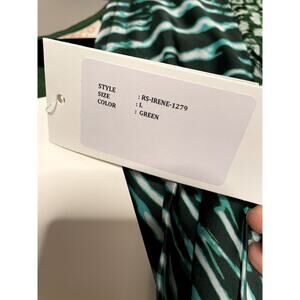 STYLE : RS-IRENE-1279
SIZE : L
COLOR : GREEN